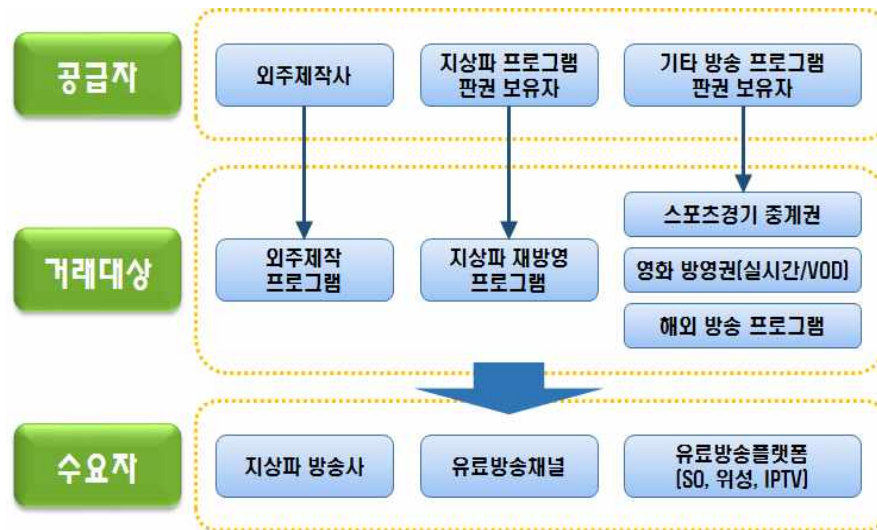 공급자
외주제작사
지상파 프로그램
판권 보유자
기타 방송 프로그램
판권 보유자
거래대상
외주제작
프로그램
지상파 재방영
프로그램
스포츠경기 중계권
영화 방영권(실시간/VOD)
해외 방송 프로그램
수요자
지상파 방송사
유료방송채널
유료방송플랫폼
(SO, 위성, IPTV)